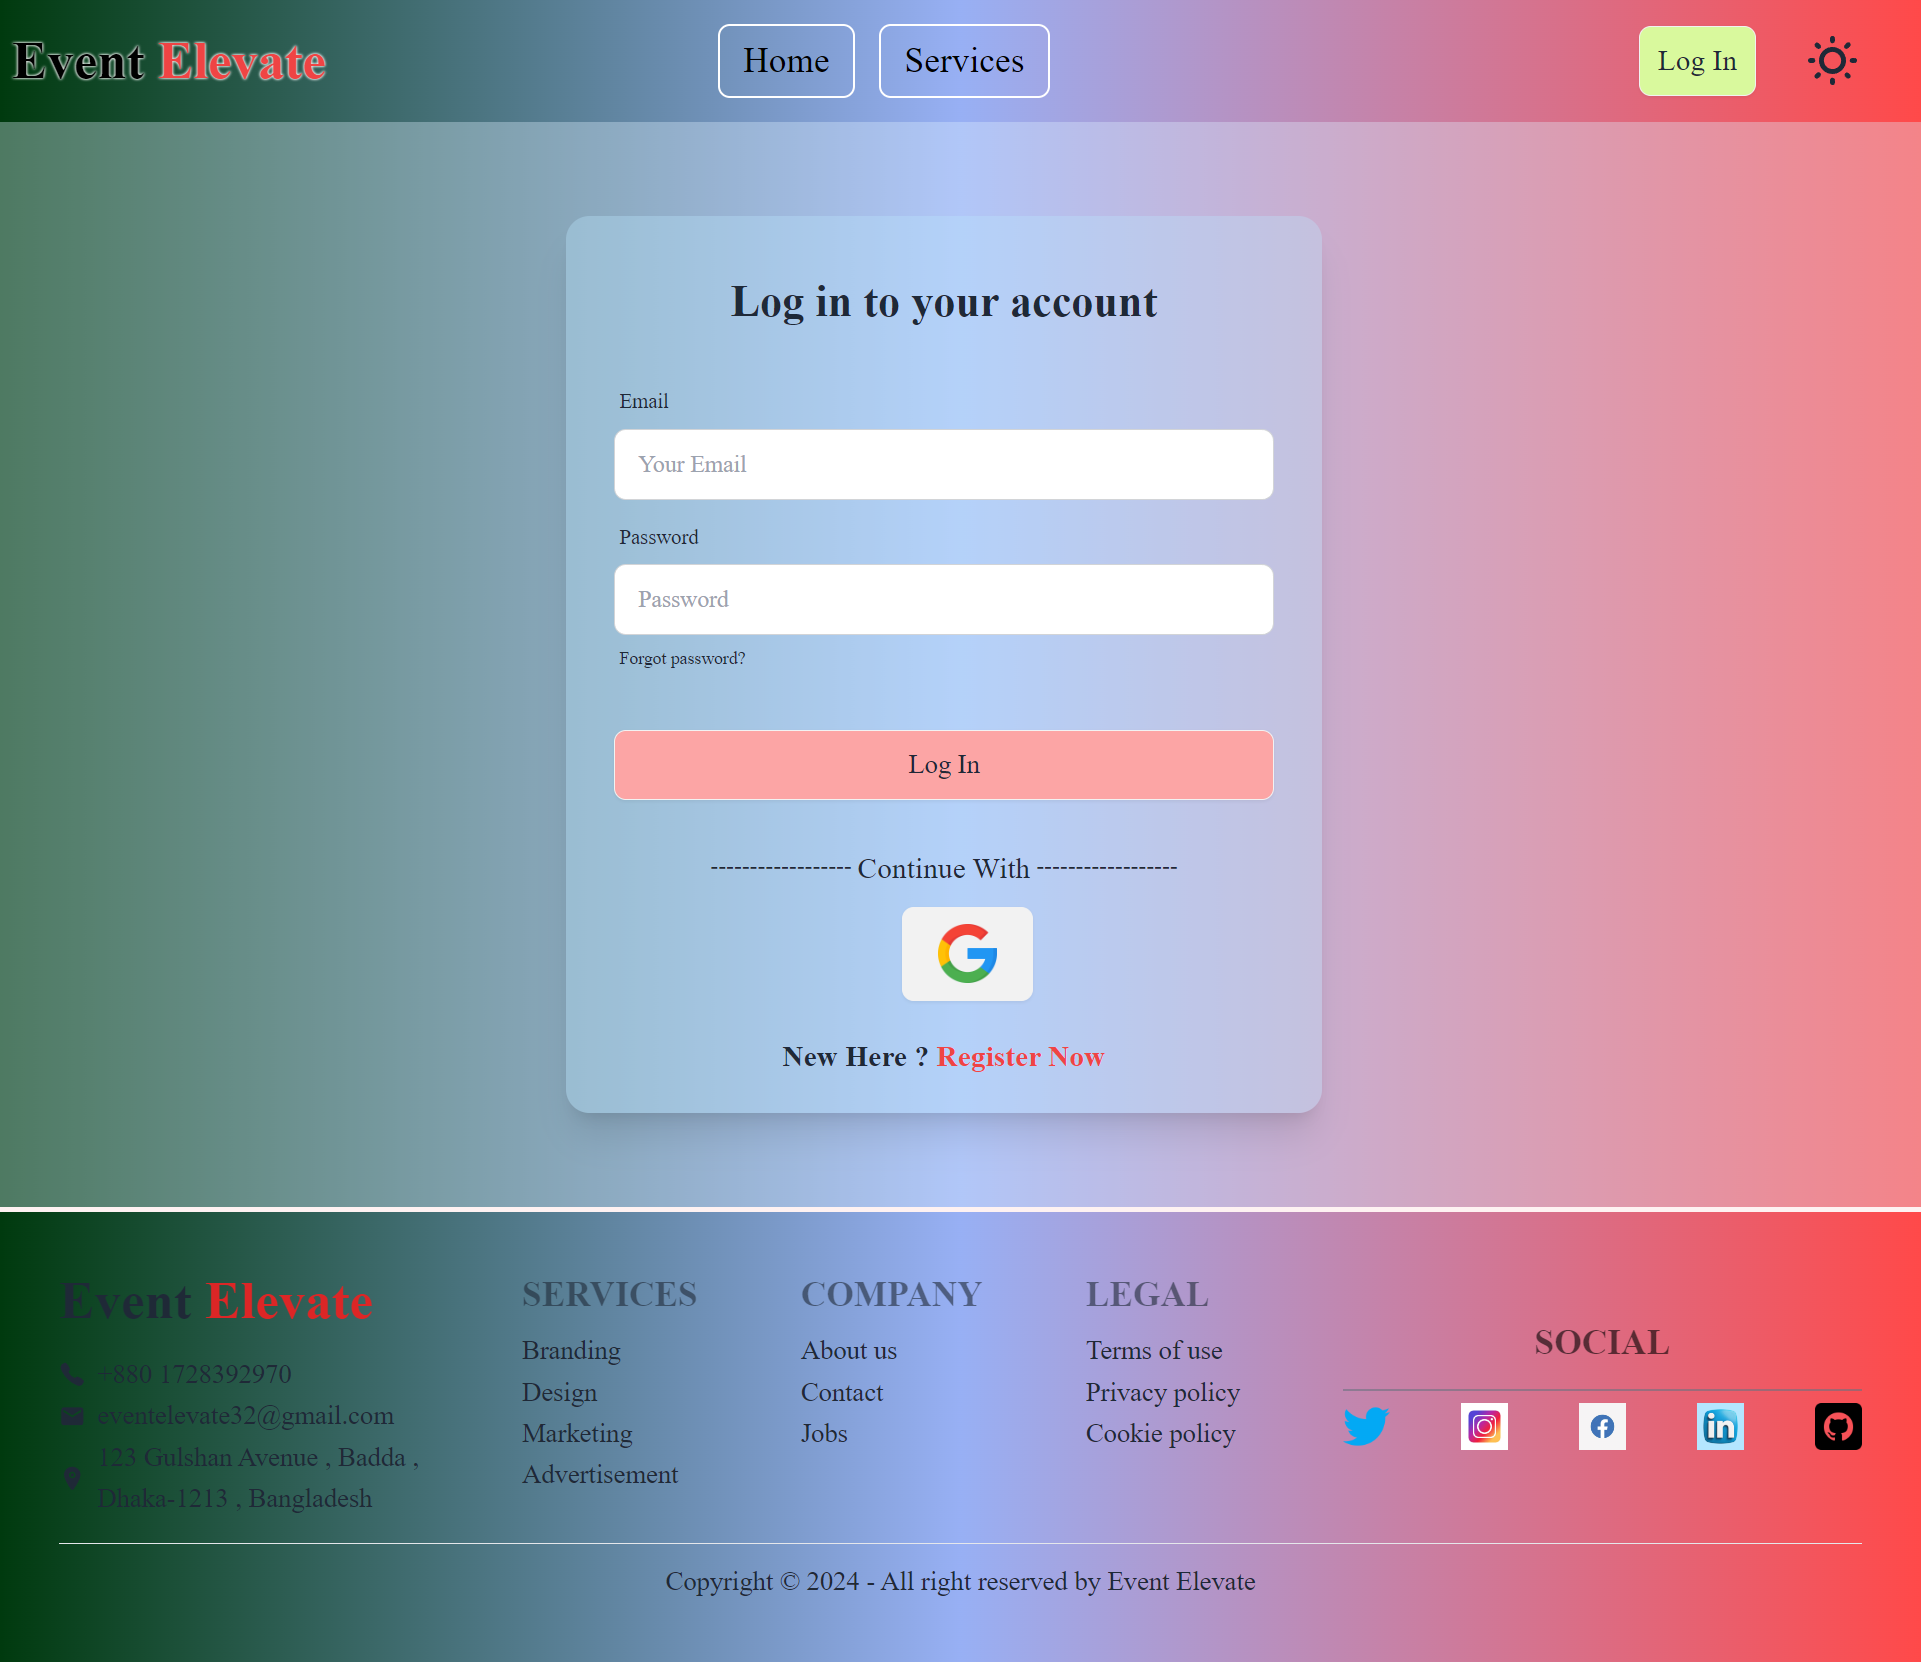 Event Elevate
Home
Services
Log In
Log in to your account
Email
Your Email
Password
Password
Forgot password?
Log In
------------------ Continue With ------------------
New Here ? Register Now
Event Elevate
+880 1728392970
eventelevate32@gmail.com
123 Gulshan Avenue , Badda ,
Dhaka-1213 , Bangladesh
SERVICES
Branding
Design
Marketing
Advertisement
COMPANY
About us
Contact
Jobs
LEGAL
Terms of use
Privacy policy
Cookie policy
SOCIAL
in
Copyright © 2024 - All right reserved by Event Elevate